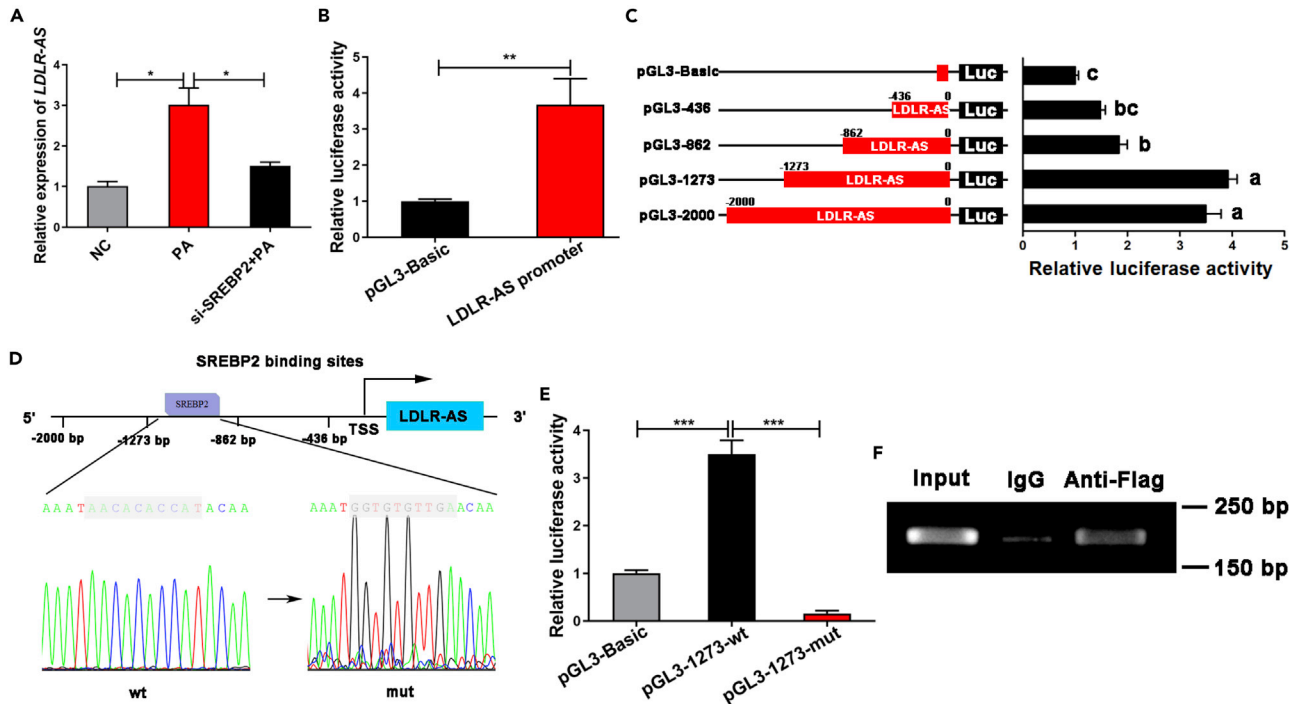 A
Relative expression of LDLR-AS
4
3
2
1
0
*
*
NC
PA
si-SREBP2+PA
B
Relative luciferase activity
5
4
3
2
1
0
**
pGL3-Basic
LDLR-AS promoter
C
pGL3-Basic
Luc
c
pGL3-436
-436
0
LDLR-AS
Luc
bc
pGL3-862
-862
0
LDLR-AS
Luc
b
pGL3-1273
-1273
0
LDLR-AS
Luc
a
pGL3-2000
-2000
0
LDLR-AS
Luc
a
0 1 2 3 4 5
Relative luciferase activity
D
SREBP2 binding sites
SREBP2
5'
LDLR-AS
3'
TSS
-2000 bp
-1273 bp
-862 bp
-436 bp
AAATAACACACCATACAA
AAATGGTGTGTTGAACAA
wt
mut
E
Relative luciferase activity
4
3
2
1
0
***
***
pGL3-Basic
pGL3-1273-wt
pGL3-1273-mut
F
Input IgG Anti-Flag
250 bp
150 bp